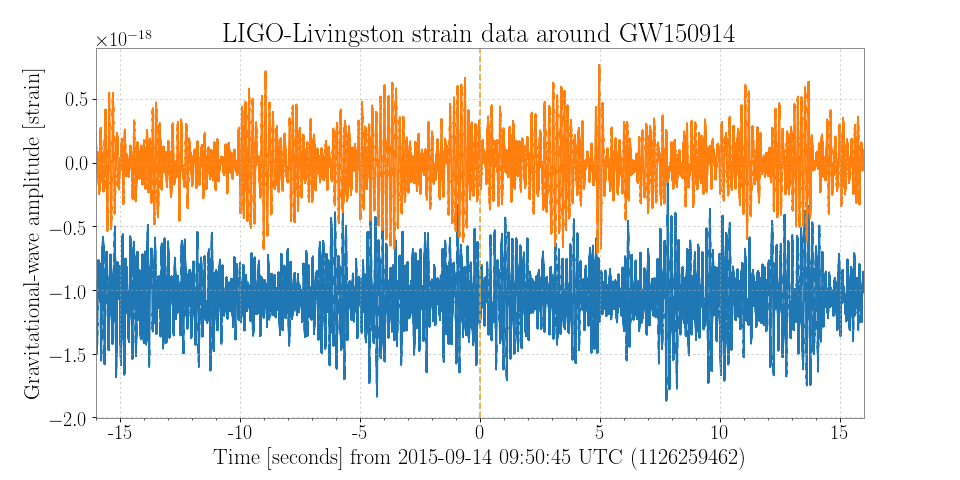 LIGO-Livingston strain data around GW150914
×10⁻¹⁸
Gravitational-wave amplitude [strain]
0.5
0.0
−0.5
−1.0
−1.5
−2.0
-15 -10 -5 0 5 10 15
Time [seconds] from 2015-09-14 09:50:45 UTC (1126259462)